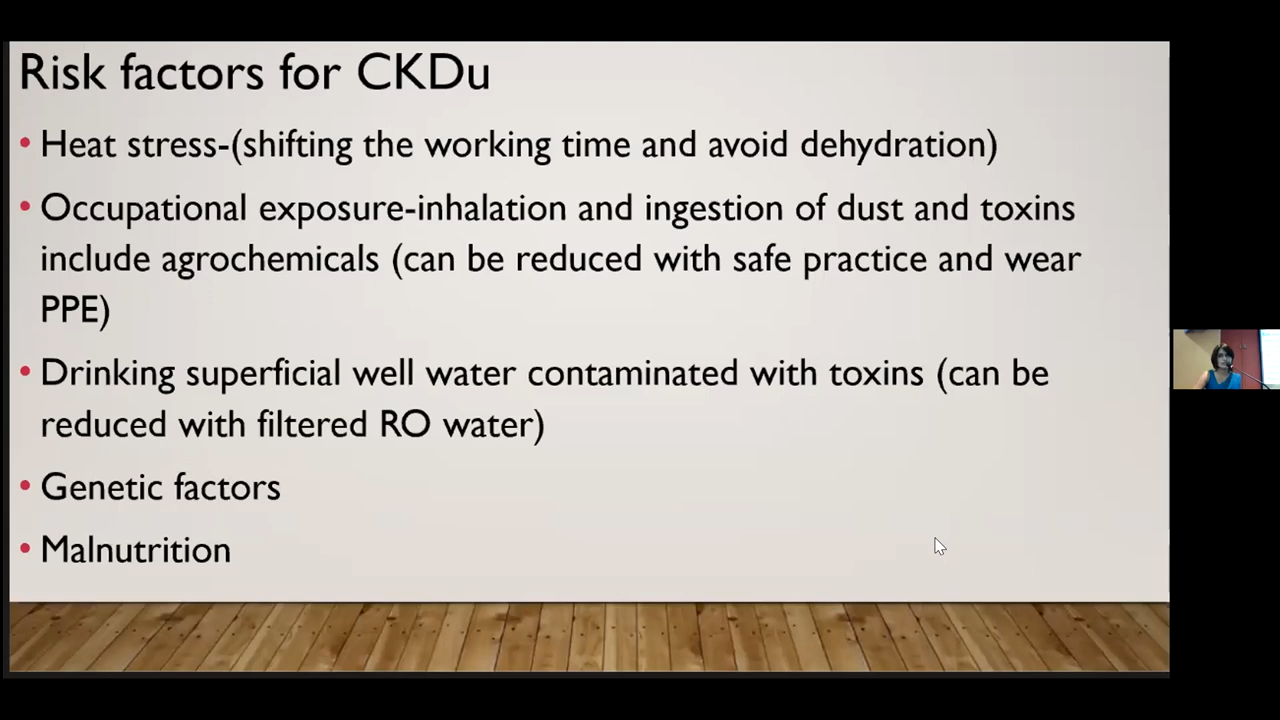 Risk factors for CKDu
• Heat stress-(shifting the working time and avoid dehydration)
• Occupational exposure-inhalation and ingestion of dust and toxins
include agrochemicals (can be reduced with safe practice and wear
PPE)
• Drinking superficial well water contaminated with toxins (can be
reduced with filtered RO water)
• Genetic factors
• Malnutrition